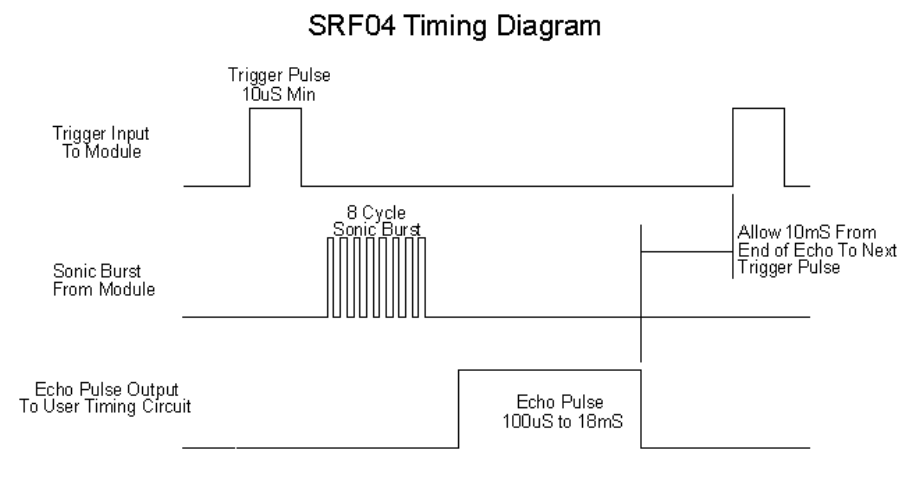 SRF04 Timing Diagram
Trigger Pulse
10uS Min
Trigger Input
To Module
8 Cycle
Sonic Burst
Allow 10mS From
End of Echo To Next
Trigger Pulse
Sonic Burst
From Module
Echo Pulse Output
To User Timing Circuit
Echo Pulse
100uS to 18mS